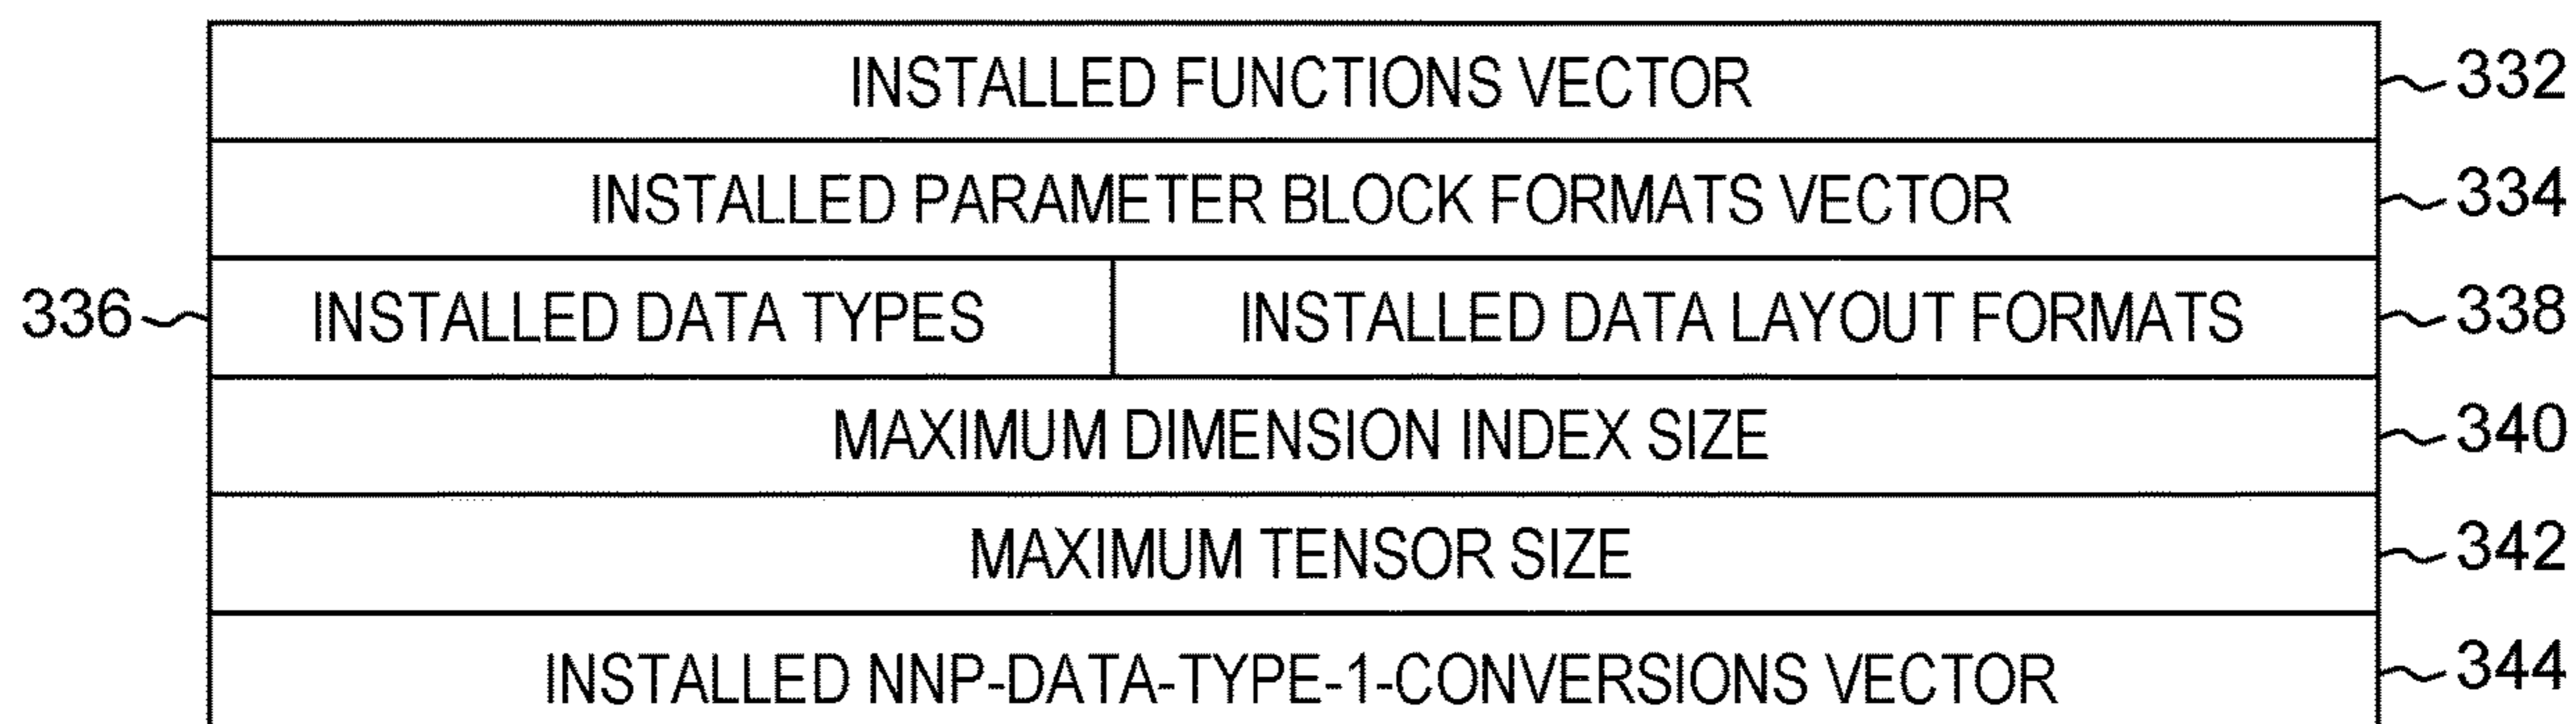 INSTALLED FUNCTIONS VECTOR 332
INSTALLED PARAMETER BLOCK FORMATS VECTOR 334
336 INSTALLED DATA TYPES INSTALLED DATA LAYOUT FORMATS 338
MAXIMUM DIMENSION INDEX SIZE 340
MAXIMUM TENSOR SIZE 342
INSTALLED NNP-DATA-TYPE-1-CONVERSIONS VECTOR 344